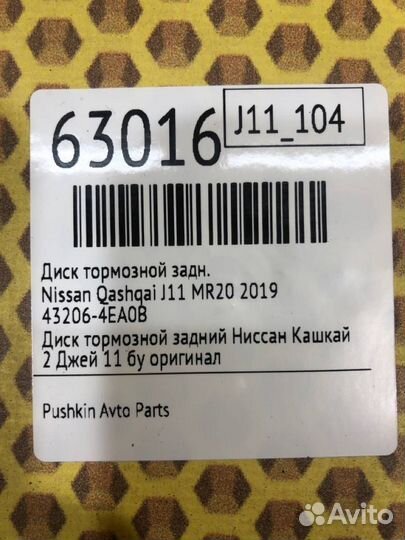 63016
J11_104
Диск тормозной задн.
Nissan Qashqai J11 MR20 2019
43206-4EA0B
Диск тормозной задний Ниссан Кашкай
2 Джей 11 бу оригинал
Pushkin Avto Parts
Avito